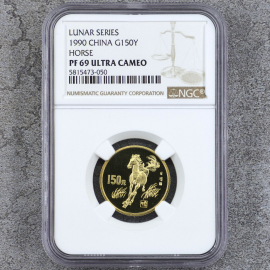 LUNAR SERIES
1990 CHINA G150Y
HORSE
PF 69 ULTRA CAMEO
5815473-050
NUMISMATIC GUARANTY CORPORATION
NGC
150元